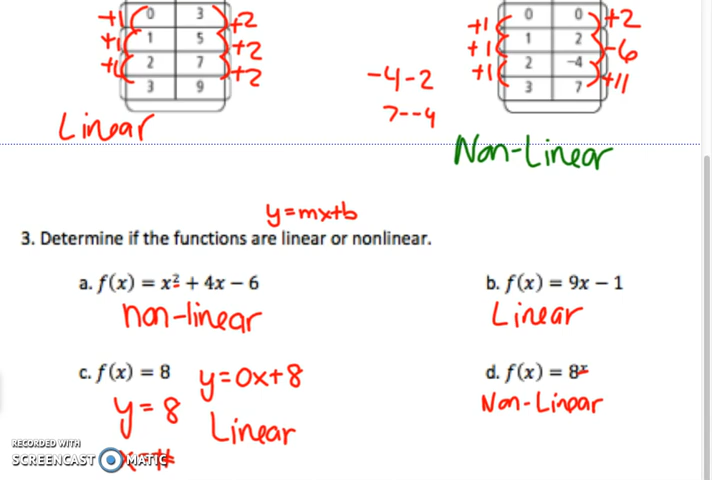 +1 0 3 +2
+1 1 5 +2
+1 2 7 +2
3 9
Linear
+1 0 0 +2
+1 1 2 -6
+1 2 -4 +11
3 7
-4-2
7--4
Non-Linear
y=mx+b
3. Determine if the functions are linear or nonlinear.
a. f(x) = x² + 4x − 6
non-linear
b. f(x) = 9x − 1
Linear
c. f(x) = 8
y=0x+8
y=8
Linear
d. f(x) = 8ˣ
Non-Linear
x=#
RECORDED WITH
SCREENCAST MATIC